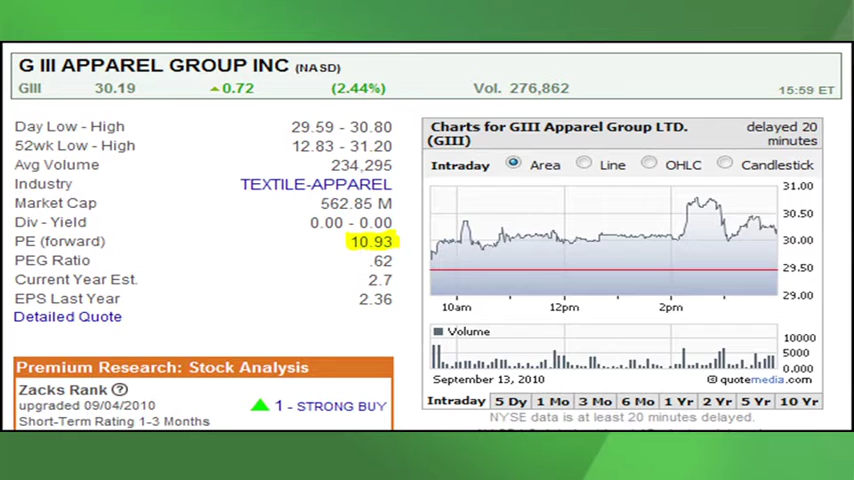 G III APPAREL GROUP INC (NASD)
GIII 30.19 0.72 (2.44%) Vol. 276,862 15:59 ET
Day Low - High 29.59 - 30.80
52wk Low - High 12.83 - 31.20
Avg Volume 234,295
Industry TEXTILE-APPAREL
Market Cap 562.85 M
Div - Yield 0.00 - 0.00
PE (forward) 10.93
PEG Ratio .62
Current Year Est. 2.7
EPS Last Year 2.36
Detailed Quote
Premium Research: Stock Analysis
Zacks Rank ?
upgraded 09/04/2010
1 - STRONG BUY
Short-Term Rating 1-3 Months
Charts for GIII Apparel Group LTD. delayed 20
(GIII) minutes
Intraday Area Line OHLC Candlestick
31.00
30.50
30.00
29.50
29.00
10am 12pm 2pm
Volume
10000
5000
0.000
September 13, 2010 quotemedia.com
Intraday 5 Dy 1 Mo 3 Mo 6 Mo 1 Yr 2 Yr 5 Yr 10 Yr
NYSE data is at least 20 minutes delayed.